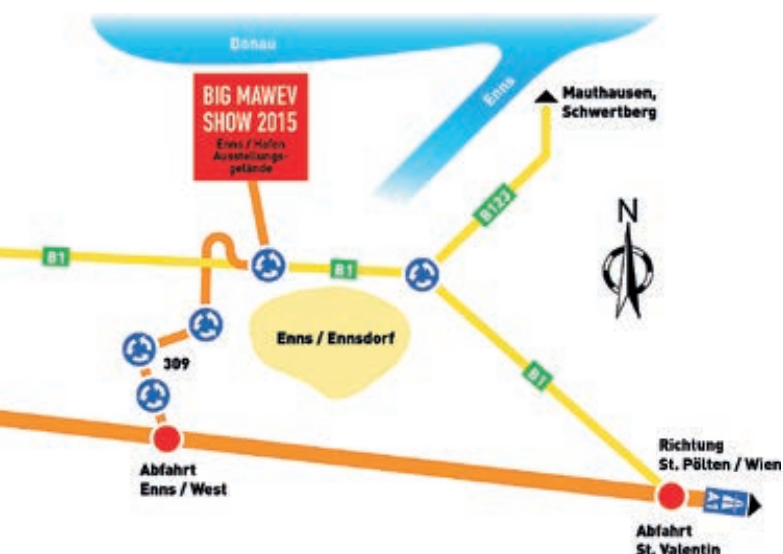 Donau
BIG MAWEV
SHOW 2015
Enns / Hafen
Ausstellungs-
gelände
Enns
Mauthausen,
Schwertberg
B123
N
B1
B1
Enns / Ennsdorf
309
B1
Abfahrt
Enns / West
Richtung
St. Pölten / Wien
A1
Abfahrt
St. Valentin